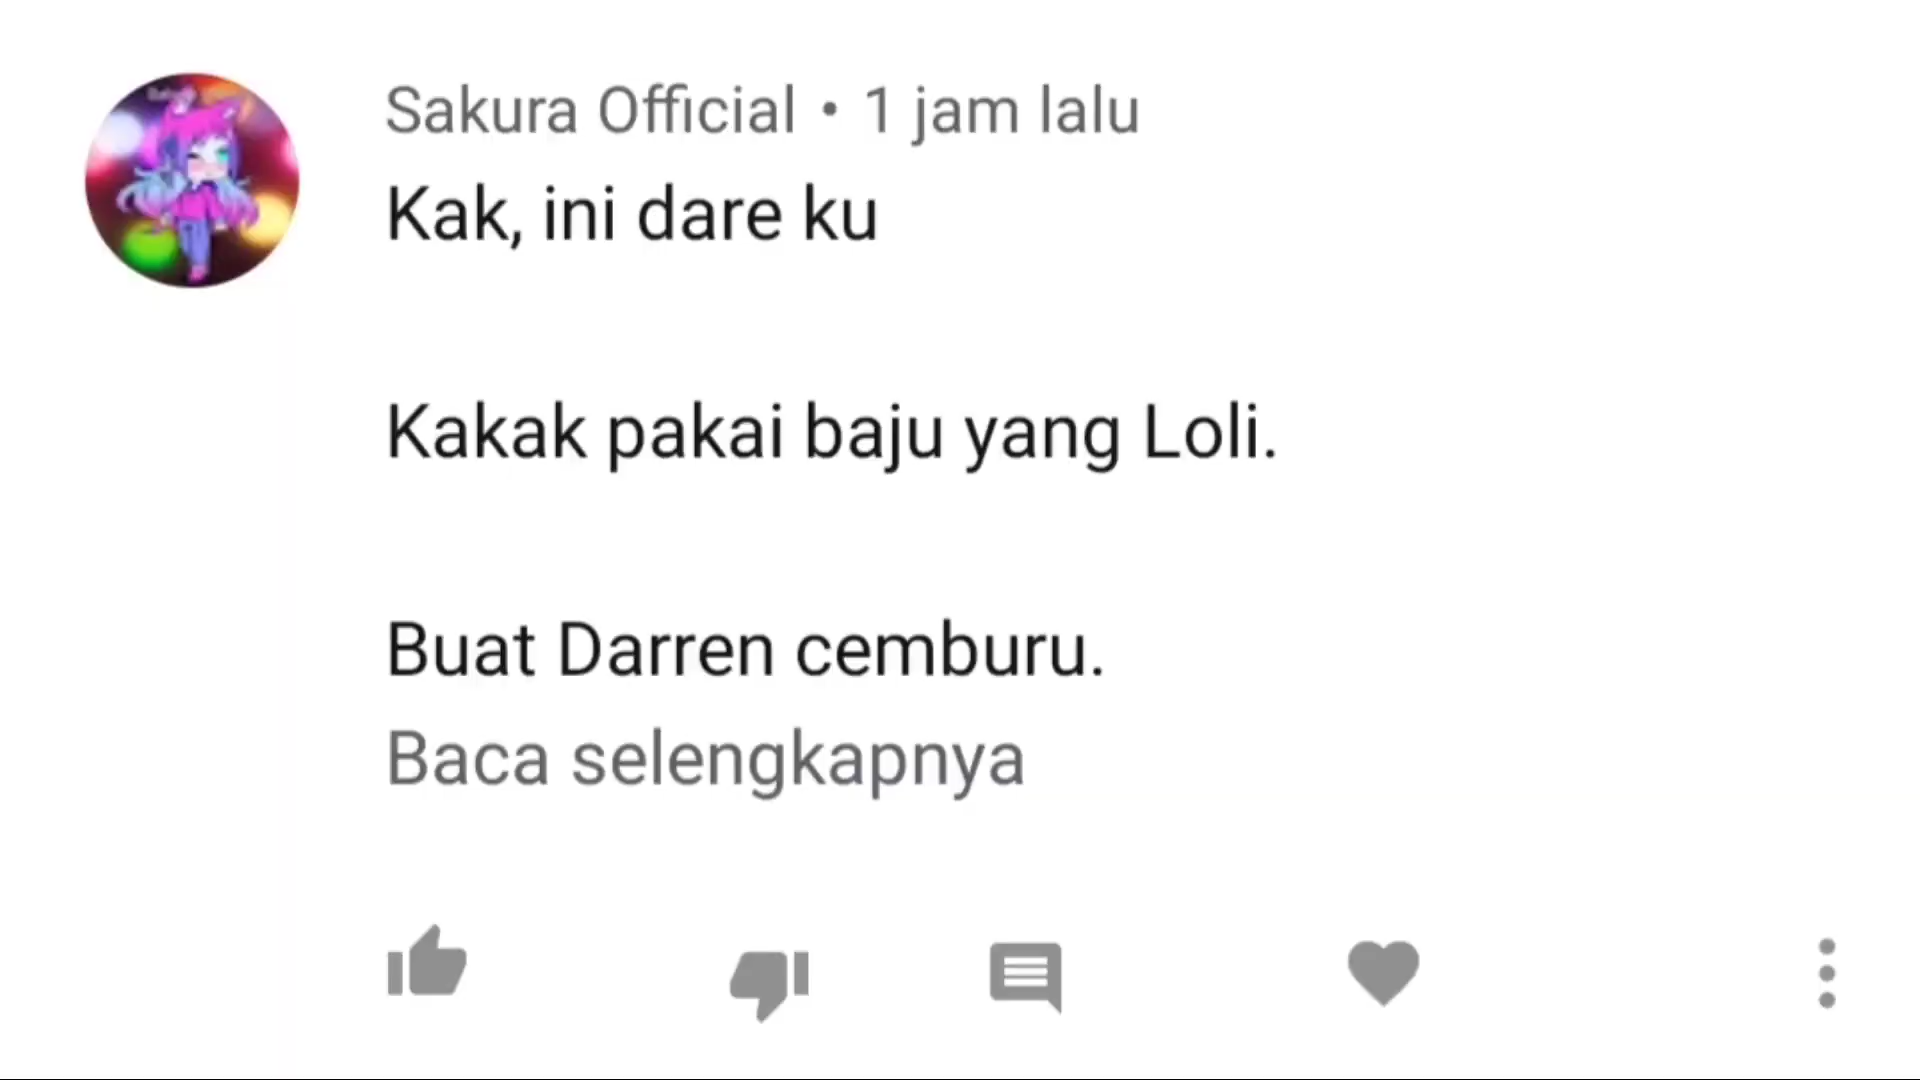 Sakura Official • 1 jam lalu
Kak, ini dare ku
Kakak pakai baju yang Loli.
Buat Darren cemburu.
Baca selengkapnya